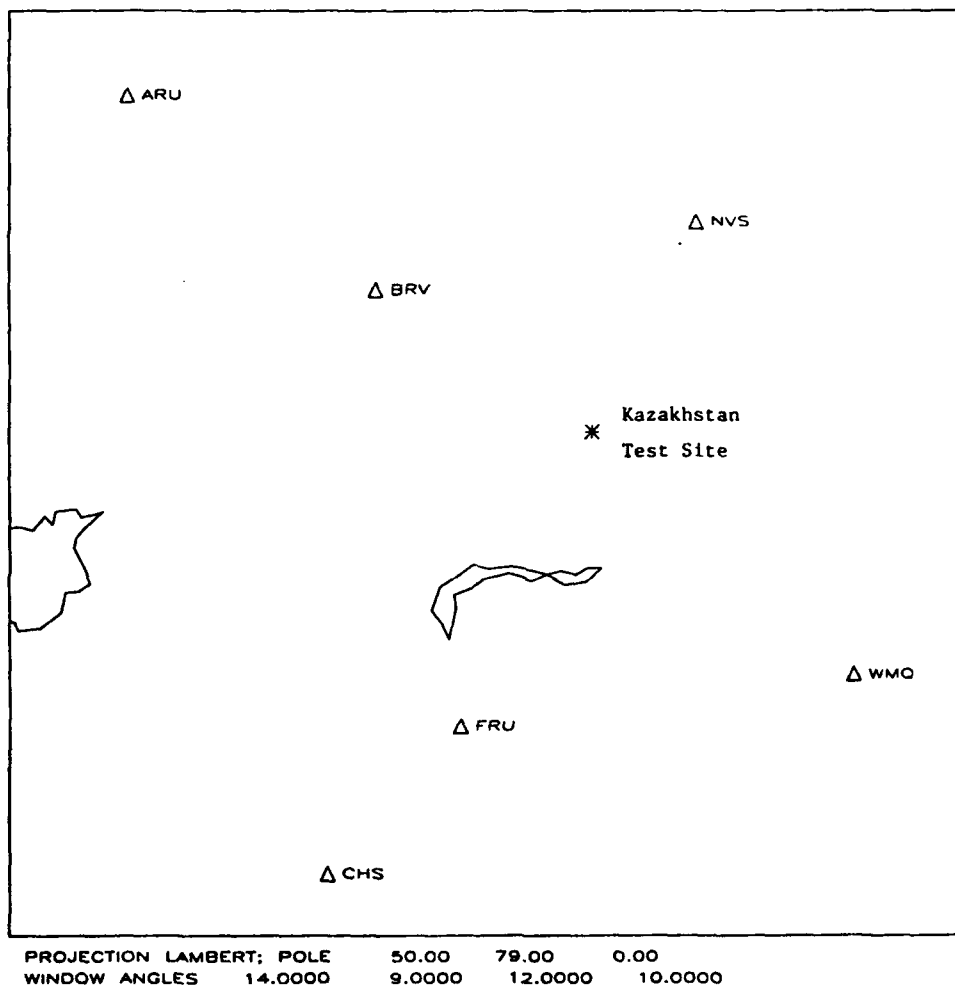 ARU
NVS
BRV
Kazakhstan
Test Site
WMQ
FRU
CHS
PROJECTION LAMBERT; POLE 50.00 79.00 0.00
WINDOW ANGLES 14.0000 9.0000 12.0000 10.0000